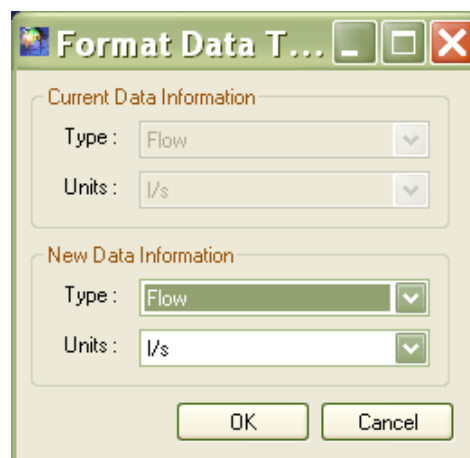 Format Data T...
Current Data Information
Type : Flow
Units : l/s
New Data Information
Type : Flow
Units : l/s
OK Cancel